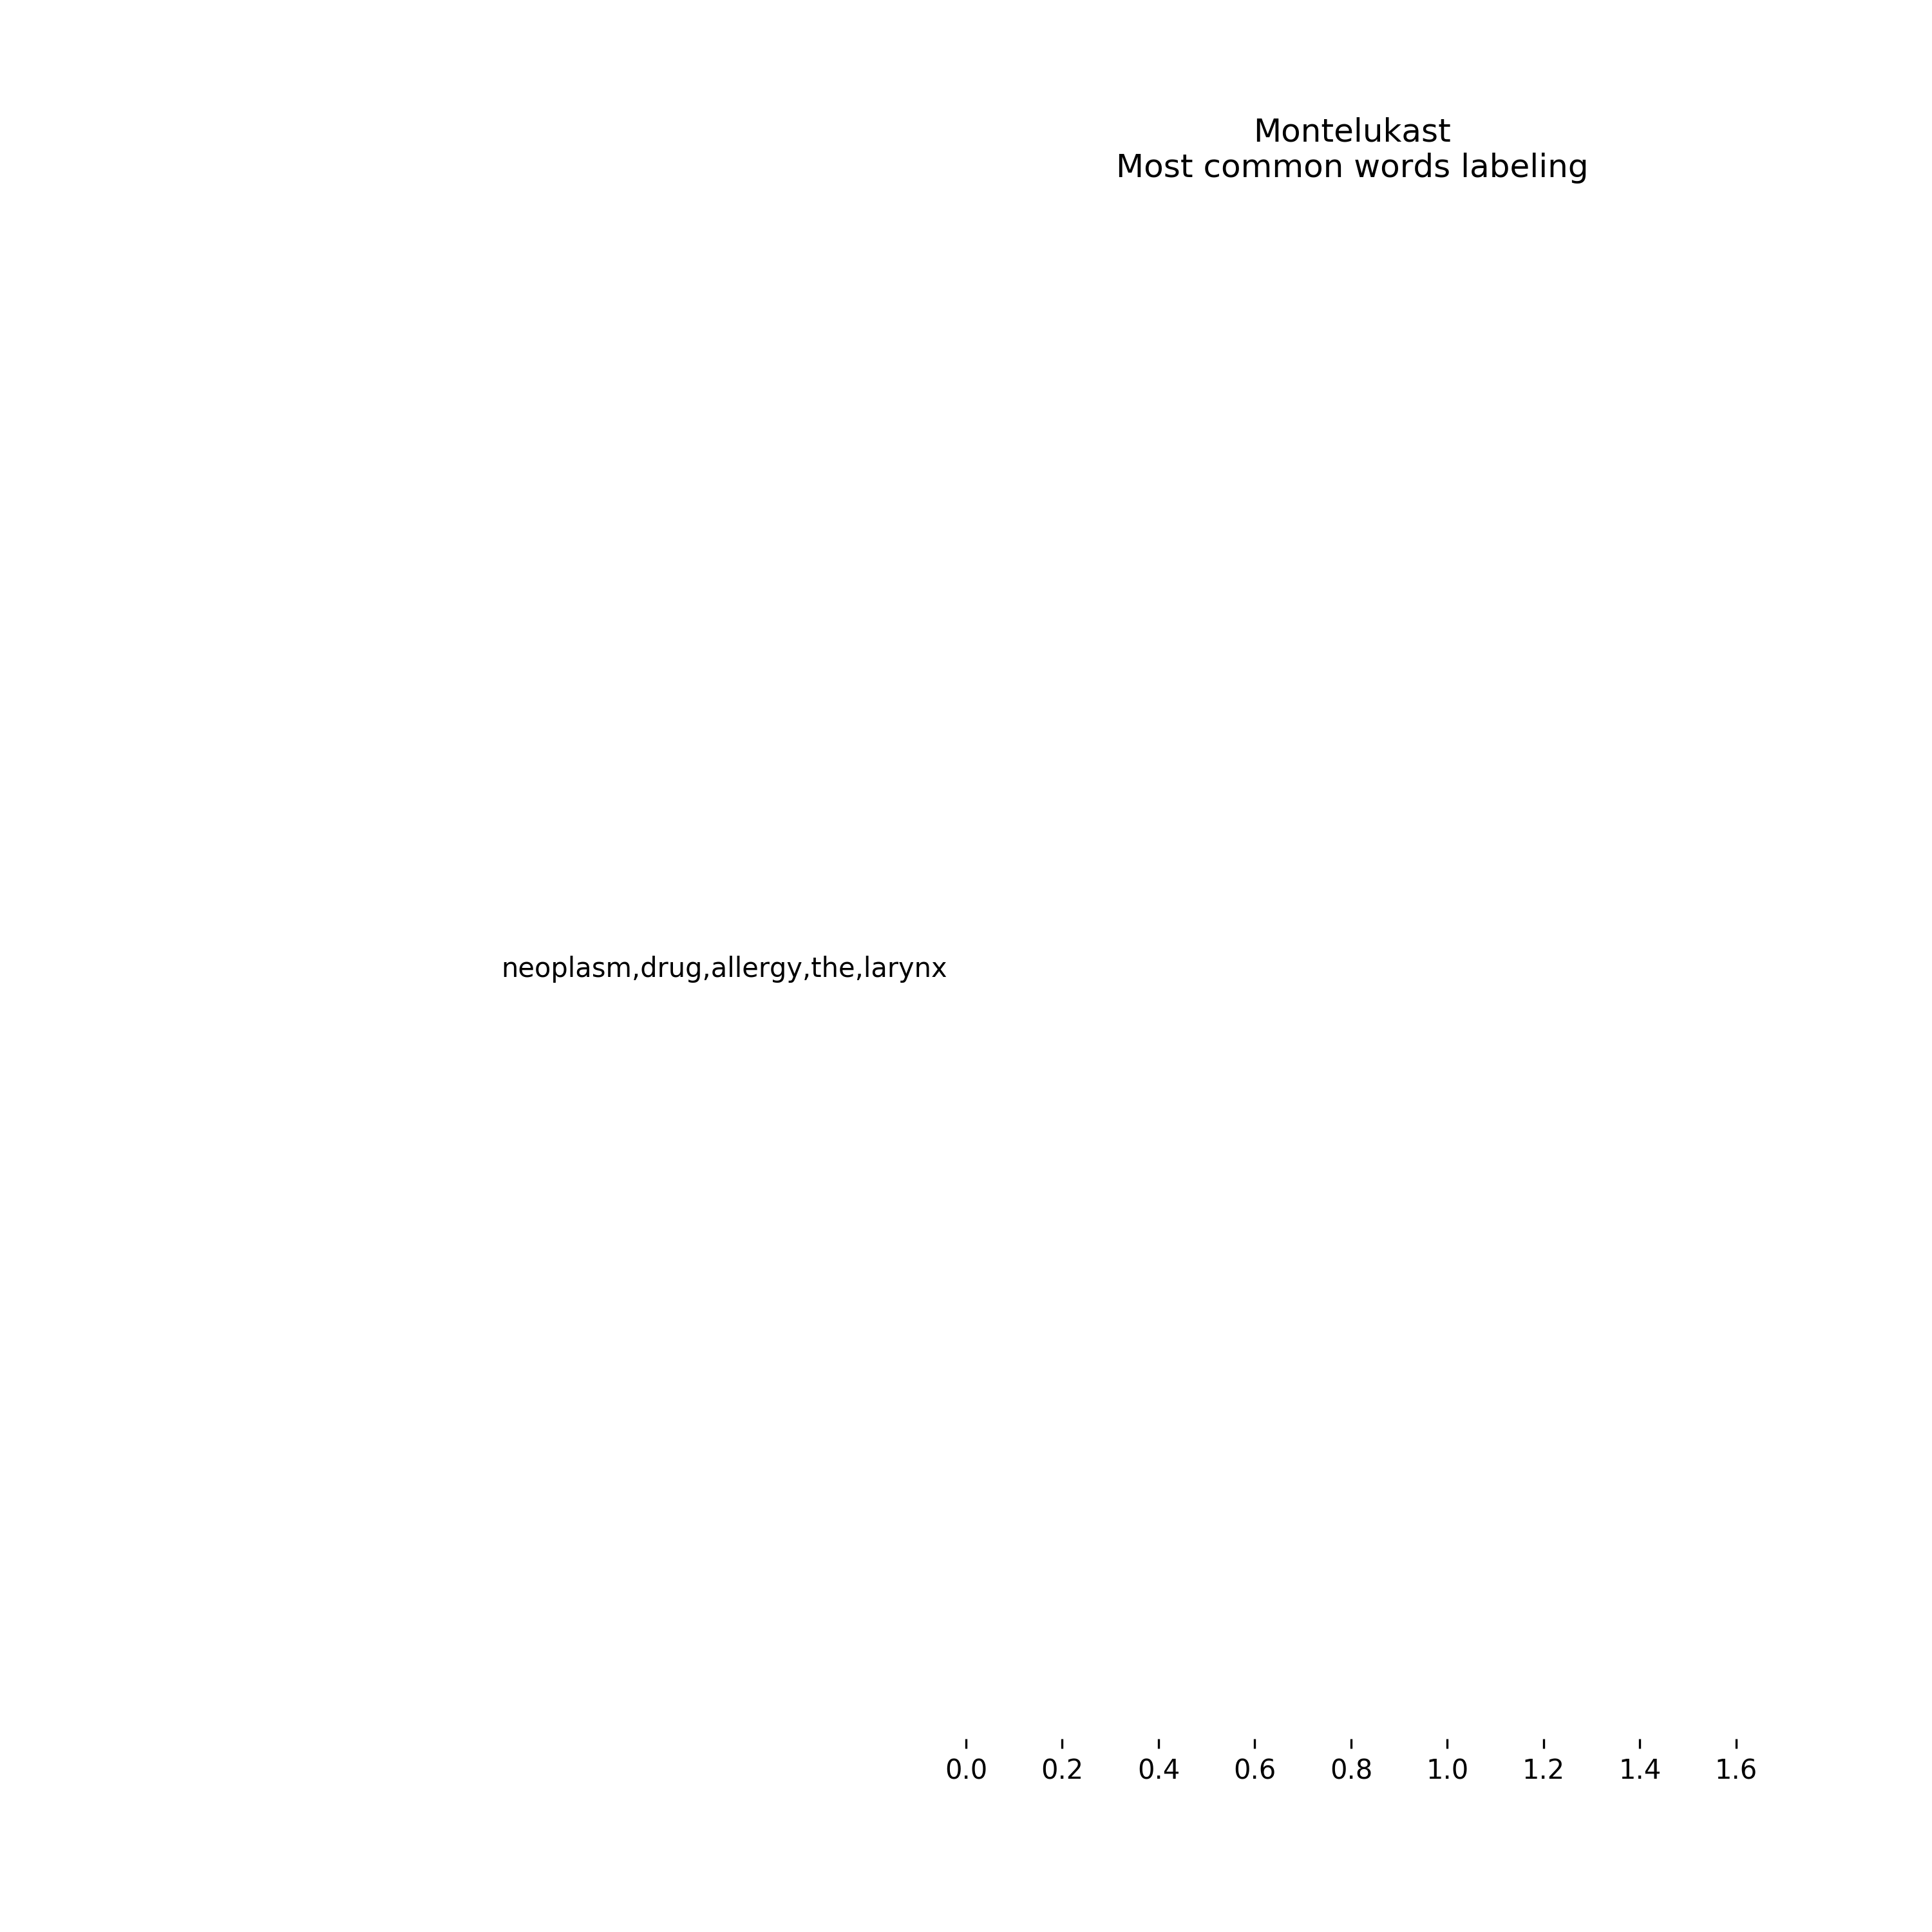 Montelukast
Most common words labeling
neoplasm,drug,allergy,the,larynx
0.0 0.2 0.4 0.6 0.8 1.0 1.2 1.4 1.6